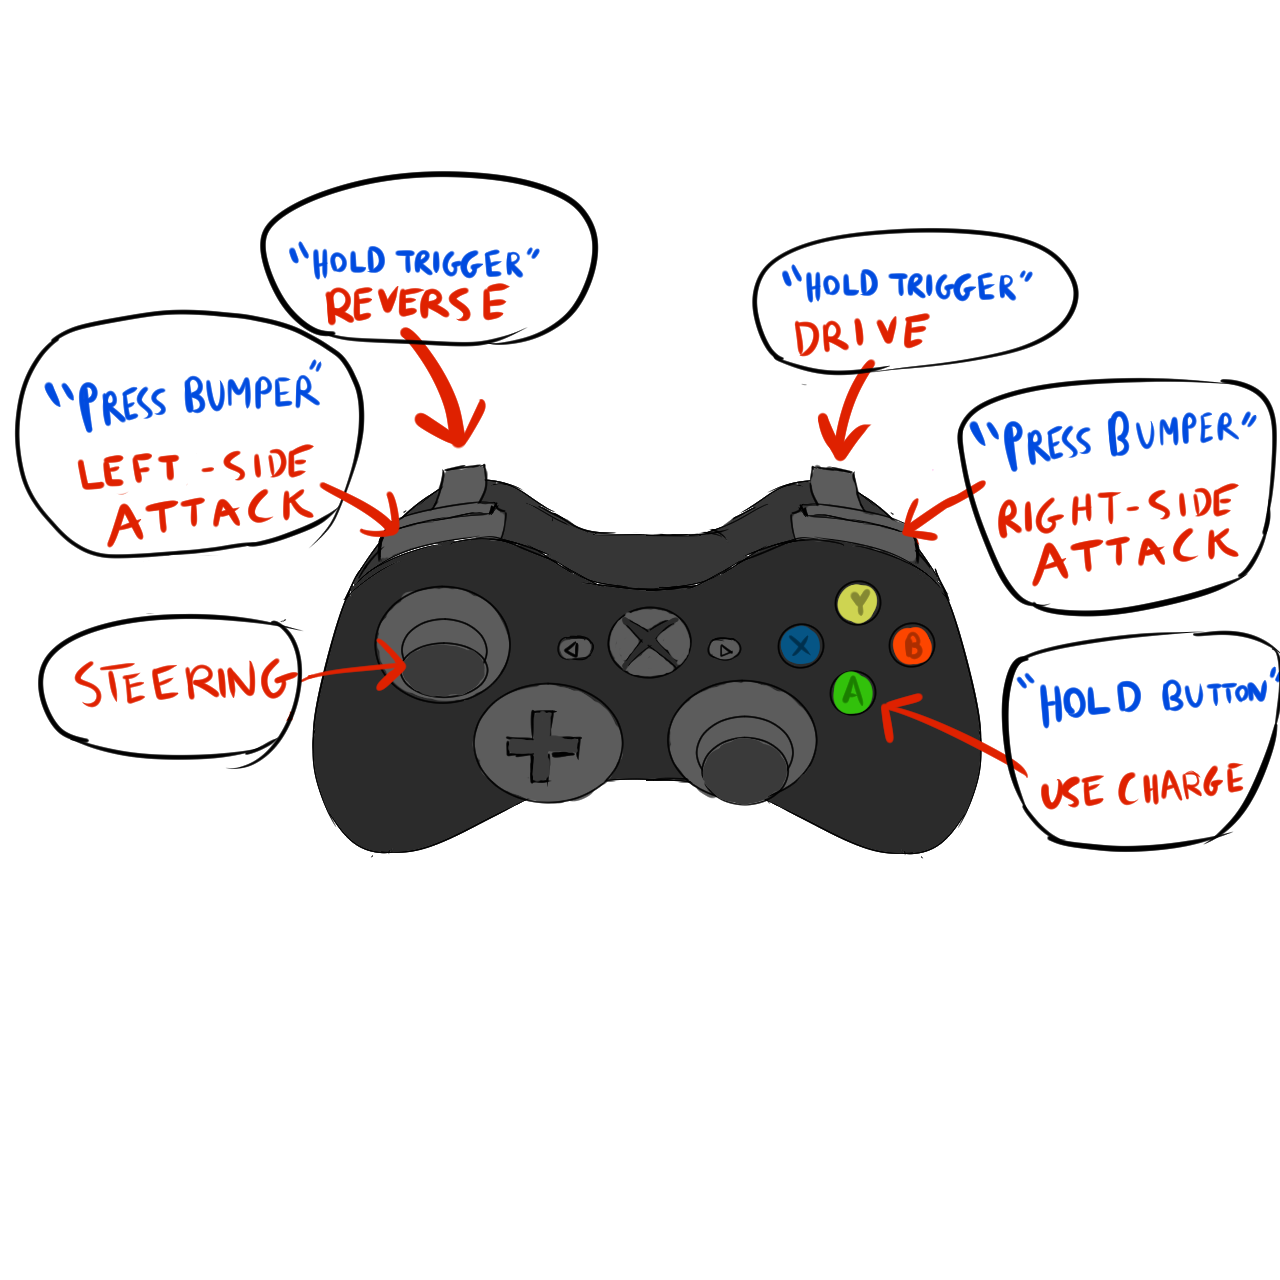 "HOLD TRIGGER"
REVERSE
"HOLD TRIGGER"
DRIVE
"PRESS BUMPER"
LEFT-SIDE
ATTACK
"PRESS BUMPER"
RIGHT-SIDE
ATTACK
STEERING
Y
X
B
A
"HOLD BUTTON"
USE CHARGE